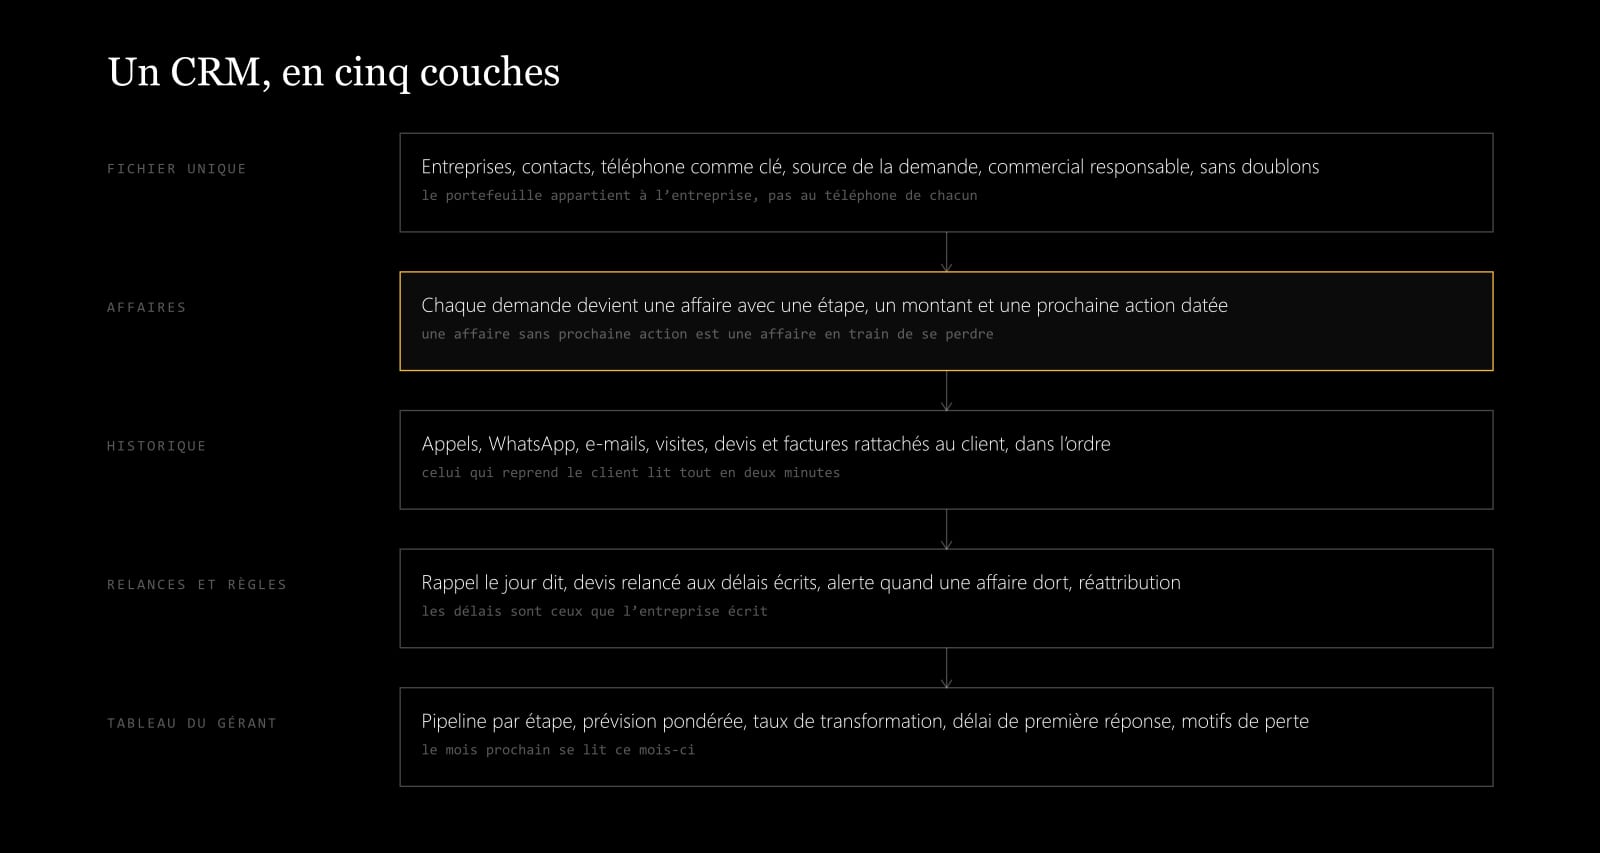 Un CRM, en cinq couches
FICHIER UNIQUE
Entreprises, contacts, téléphone comme clé, source de la demande, commercial responsable, sans doublons
le portefeuille appartient à l’entreprise, pas au téléphone de chacun
AFFAIRES
Chaque demande devient une affaire avec une étape, un montant et une prochaine action datée
une affaire sans prochaine action est une affaire en train de se perdre
HISTORIQUE
Appels, WhatsApp, e-mails, visites, devis et factures rattachés au client, dans l’ordre
celui qui reprend le client lit tout en deux minutes
RELANCES ET RÈGLES
Rappel le jour dit, devis relancé aux délais écrits, alerte quand une affaire dort, réattribution
les délais sont ceux que l’entreprise écrit
TABLEAU DU GÉRANT
Pipeline par étape, prévision pondérée, taux de transformation, délai de première réponse, motifs de perte
le mois prochain se lit ce mois-ci